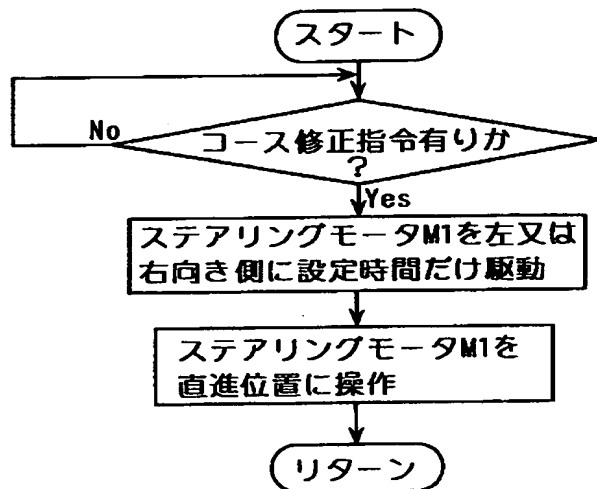 スタート
No
コース修正指令有りか
?
Yes
ステアリングモータM1を左又は
右向き側に設定時間だけ駆動
ステアリングモータM1を
直進位置に操作
リターン